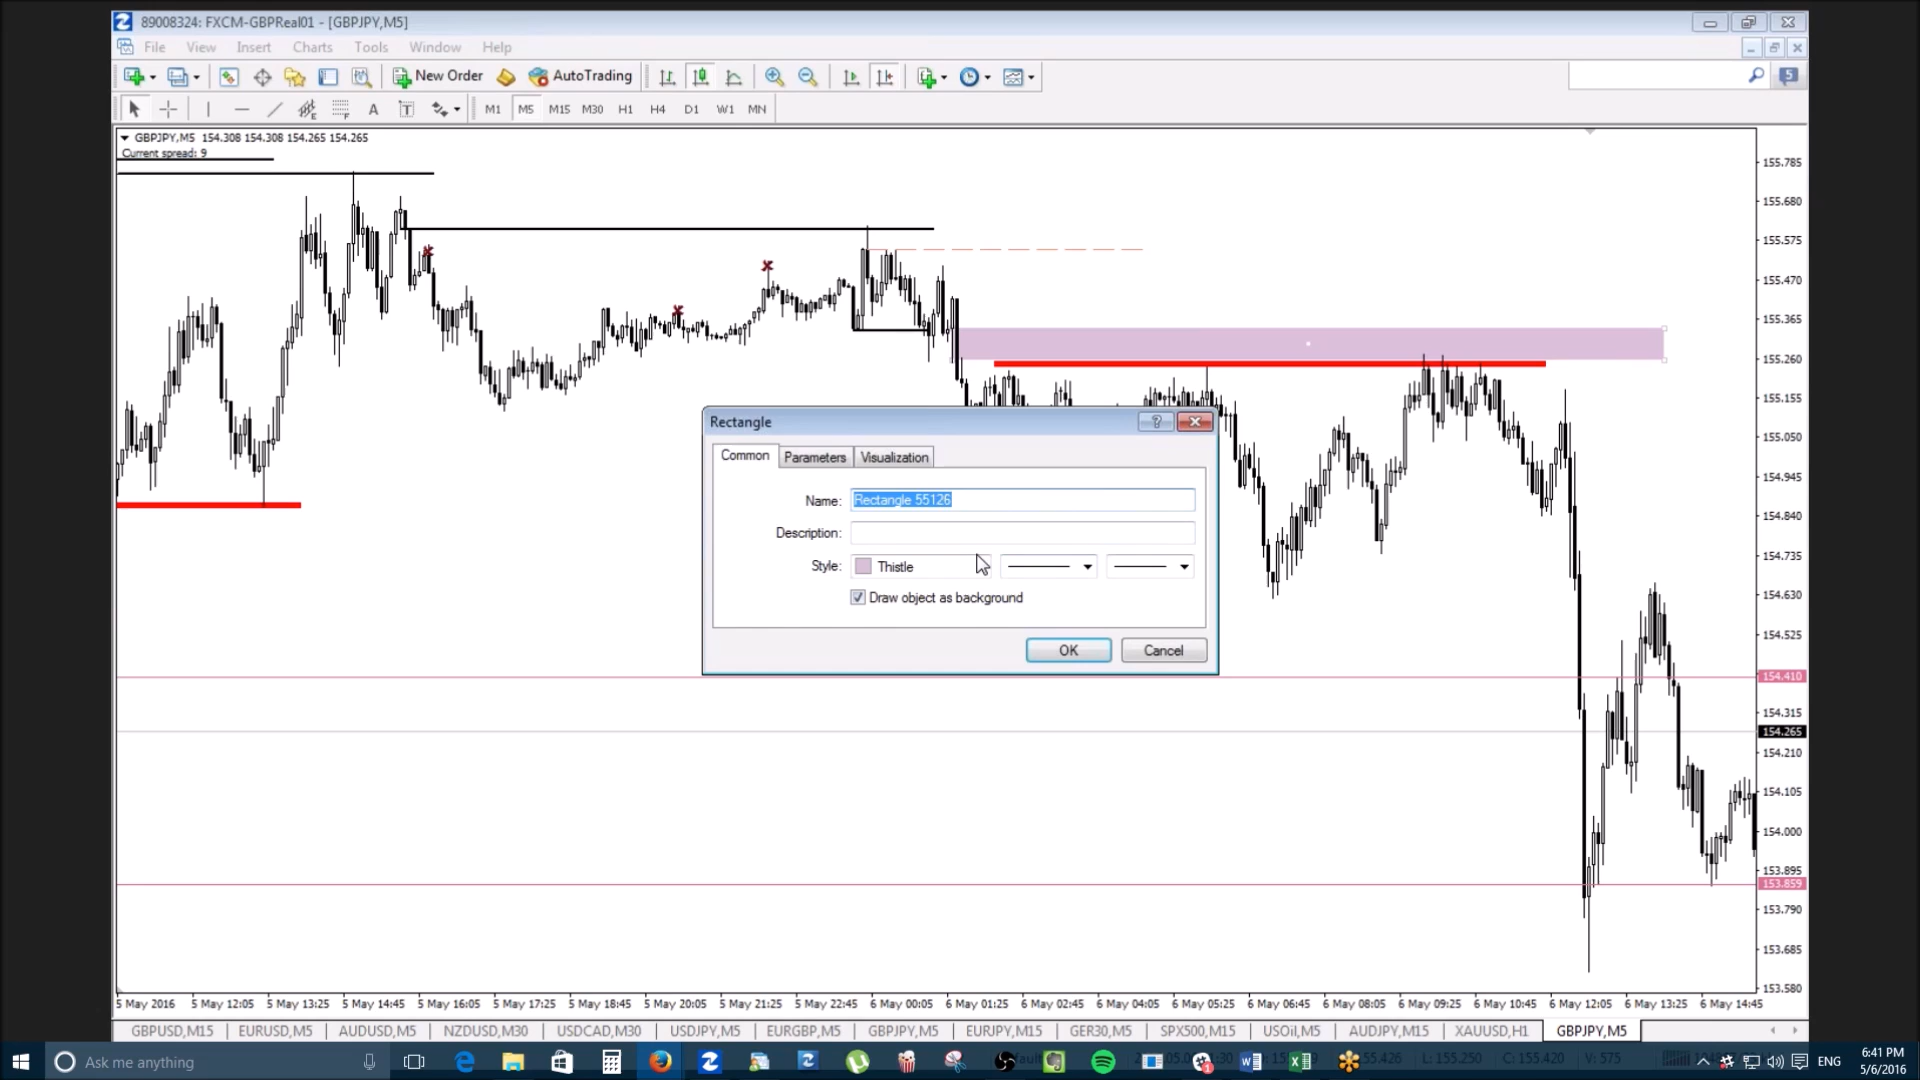 89008324: FXCM-GBPReal01 - [GBPJPY,M5]
File View Insert Charts Tools Window Help
New Order AutoTrading 5
A T M1 M5 M15 M30 H1 H4 D1 W1 MN
GBPJPY,M5 154.308 154.308 154.265 154.265
Current spread: 9
155.785
155.680
155.575
155.470
155.365
155.260
155.155
155.050
154.945
154.840
154.735
154.630
154.525
154.410
154.315
154.265
154.210
154.105
154.000
153.895
153.859
153.790
153.685
153.580
Rectangle
Common Parameters Visualization
Name: Rectangle 55126
Description:
Style: Thistle
Draw object as background
OK Cancel
5 May 2016 5 May 12:05 5 May 13:25 5 May 14:45 5 May 16:05 5 May 17:25 5 May 18:45 5 May 20:05 5 May 21:25 5 May 22:45 6 May 00:05 6 May 01:25 6 May 02:45 6 May 04:05 6 May 05:25 6 May 06:45 6 May 08:05 6 May 09:25 6 May 10:45 6 May 12:05 6 May 13:25 6 May 14:45
GBPUSD,M15 EURUSD,M5 AUDUSD,M5 NZDUSD,M30 USDCAD,M30 USDJPY,M5 EURGBP,M5 GBPJPY,M5 EURJPY,M15 GER30,M5 SPX500,M15 USOil,M5 AUDJPY,M15 XAUUSD,H1 GBPJPY,M5
Ask me anything L: 155.250 C: 155.420 V: 575 ENG 6:41 PM
5/6/2016